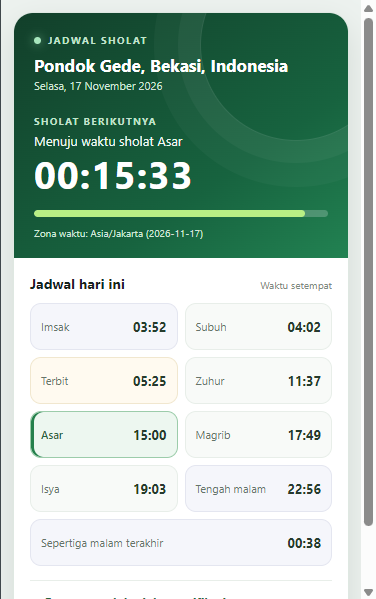 JADWAL SHOLAT
Pondok Gede, Bekasi, Indonesia
Selasa, 17 November 2026
SHOLAT BERIKUTNYA
Menuju waktu sholat Asar
00:15:33
Zona waktu: Asia/Jakarta (2026-11-17)
Jadwal hari ini Waktu setempat
Imsak 03:52 Subuh 04:02
Terbit 05:25 Zuhur 11:37
Asar 15:00 Magrib 17:49
Isya 19:03 Tengah malam 22:56
Sepertiga malam terakhir 00:38